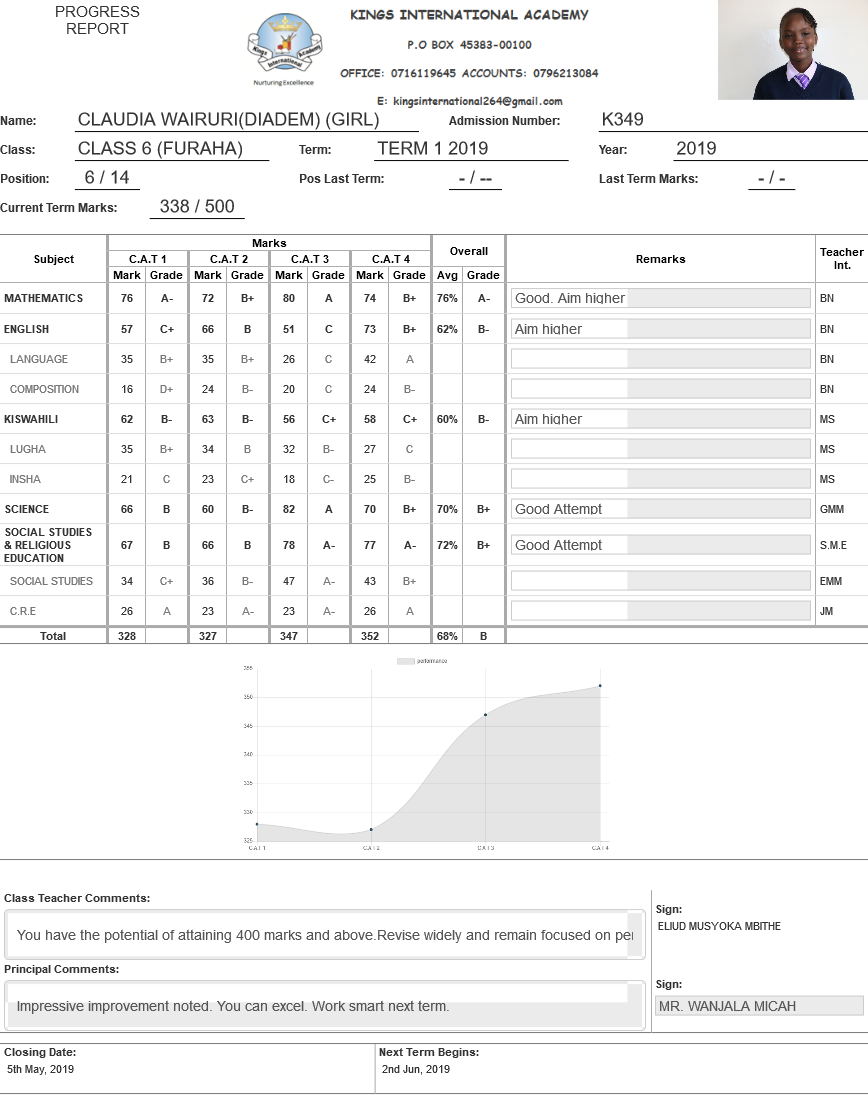 PROGRESS
REPORT
KINGS INTERNATIONAL ACADEMY
P.O BOX 45383-00100
OFFICE: 0716119645 ACCOUNTS: 0796213084
E: kingsinternational264@gmail.com
Kings Academy
International
Nurturing Excellence
Name: CLAUDIA WAIRURI(DIADEM) (GIRL) Admission Number: K349
Class: CLASS 6 (FURAHA) Term: TERM 1 2019 Year: 2019
Position: 6 / 14 Pos Last Term: - / -- Last Term Marks: - / -
Current Term Marks: 338 / 500
Subject Marks Overall Remarks Teacher Int.
C.A.T 1 C.A.T 2 C.A.T 3 C.A.T 4
Mark Grade Mark Grade Mark Grade Mark Grade Avg Grade
MATHEMATICS 76 A- 72 B+ 80 A 74 B+ 76% A- Good. Aim higher BN
ENGLISH 57 C+ 66 B 51 C 73 B+ 62% B- Aim higher BN
LANGUAGE 35 B+ 35 B+ 26 C 42 A BN
COMPOSITION 16 D+ 24 B- 20 C 24 B- BN
KISWAHILI 62 B- 63 B- 56 C+ 58 C+ 60% B- Aim higher MS
LUGHA 35 B+ 34 B 32 B- 27 C MS
INSHA 21 C 23 C+ 18 C- 25 B- MS
SCIENCE 66 B 60 B- 82 A 70 B+ 70% B+ Good Attempt GMM
SOCIAL STUDIES
& RELIGIOUS
EDUCATION 67 B 66 B 78 A- 77 A- 72% B+ Good Attempt S.M.E
SOCIAL STUDIES 34 C+ 36 B- 47 A- 43 B+ EMM
C.R.E 26 A 23 A- 23 A- 26 A JM
Total 328 327 347 352 68% B
performance
355
350
345
340
335
330
325
C.A.T 1 C.A.T 2 C.A.T 3 C.A.T 4
Class Teacher Comments:
You have the potential of attaining 400 marks and above.Revise widely and remain focused on per
Sign:
ELIUD MUSYOKA MBITHE
Principal Comments:
Impressive improvement noted. You can excel. Work smart next term.
Sign:
MR. WANJALA MICAH
Closing Date: Next Term Begins:
5th May, 2019 2nd Jun, 2019